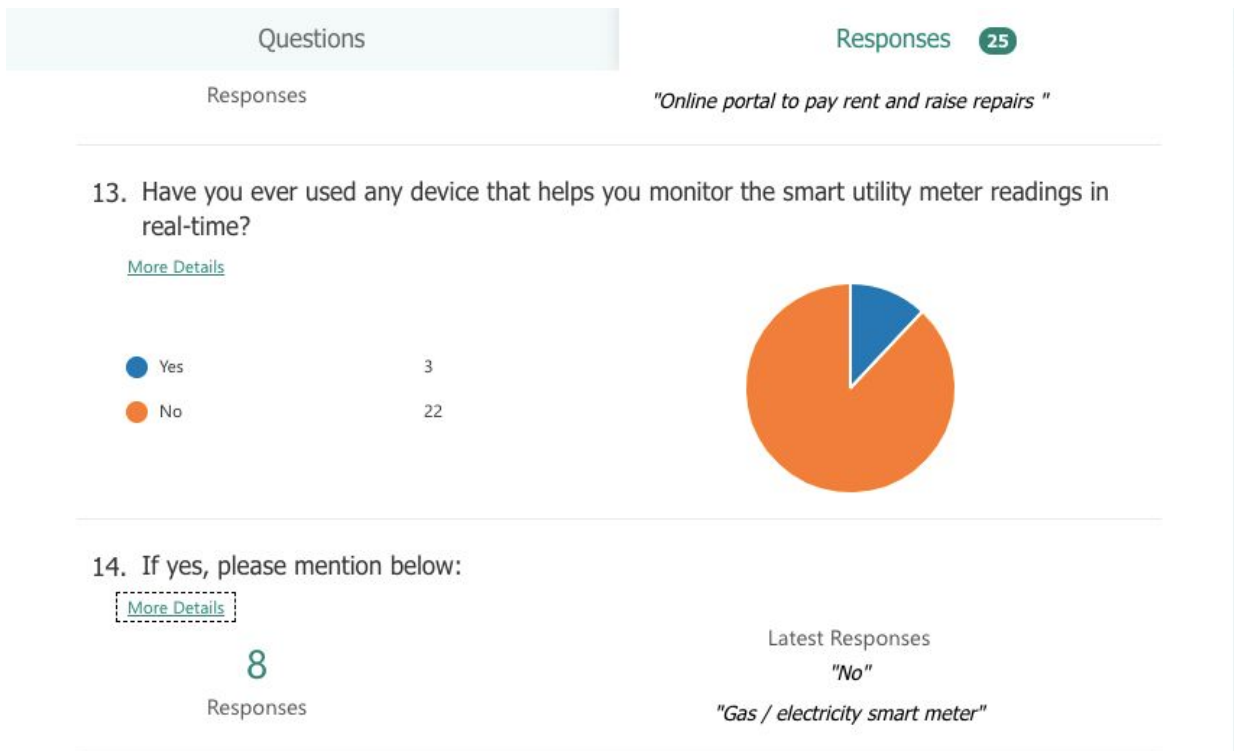 Questions
Responses 25
Responses
"Online portal to pay rent and raise repairs "
13. Have you ever used any device that helps you monitor the smart utility meter readings in
real-time?
More Details
Yes 3
No 22
14. If yes, please mention below:
More Details
8
Responses
Latest Responses
"No"
"Gas / electricity smart meter"